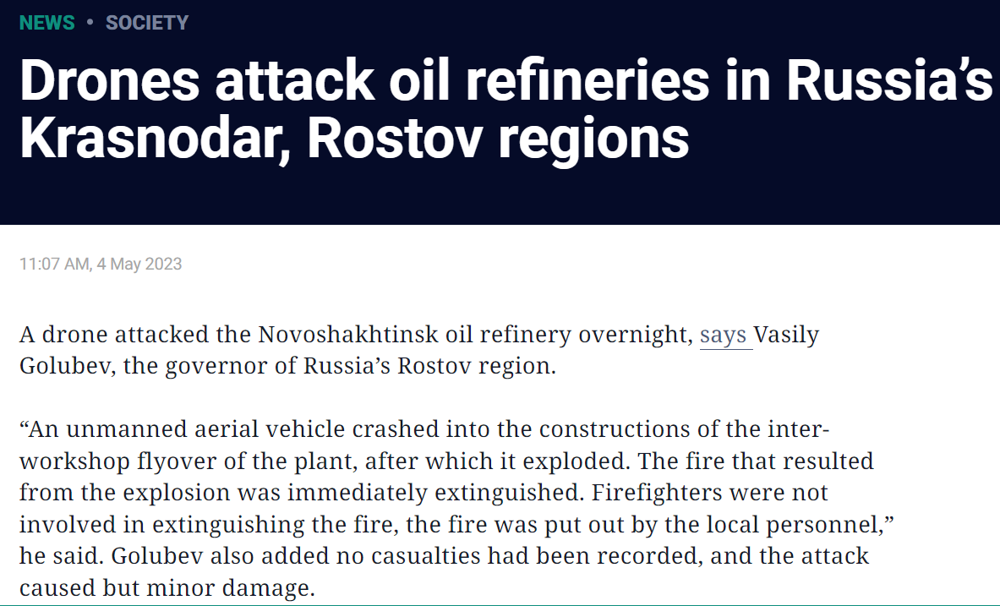 NEWS • SOCIETY
Drones attack oil refineries in Russia’s
Krasnodar, Rostov regions
11:07 AM, 4 May 2023
A drone attacked the Novoshakhtinsk oil refinery overnight, says Vasily
Golubev, the governor of Russia’s Rostov region.
“An unmanned aerial vehicle crashed into the constructions of the inter-
workshop flyover of the plant, after which it exploded. The fire that resulted
from the explosion was immediately extinguished. Firefighters were not
involved in extinguishing the fire, the fire was put out by the local personnel,”
he said. Golubev also added no casualties had been recorded, and the attack
caused but minor damage.